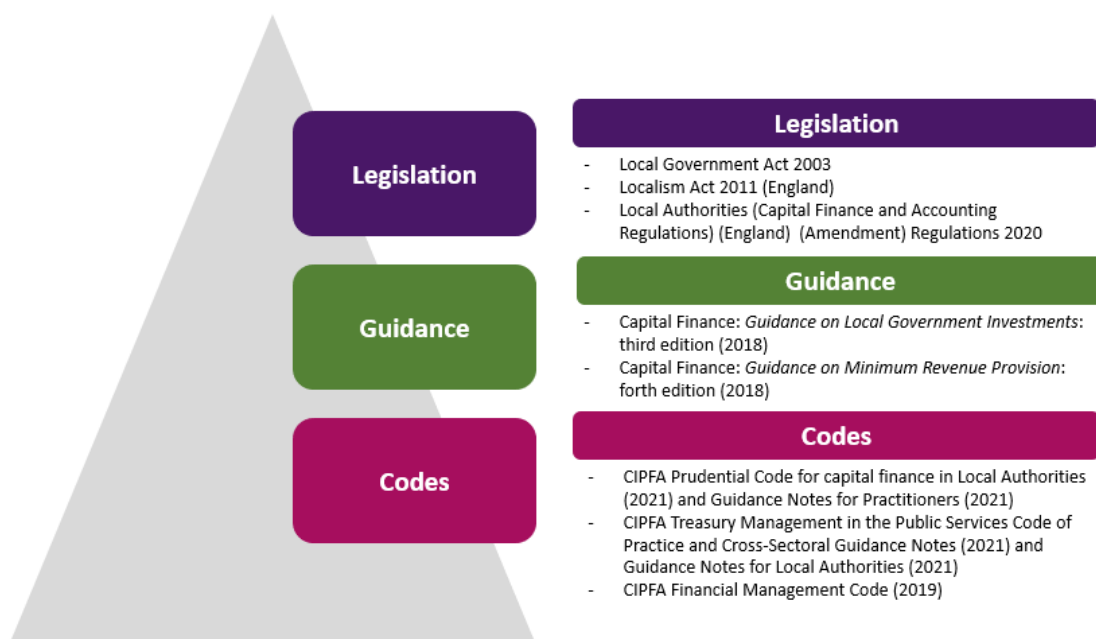 Legislation
Legislation
- Local Government Act 2003
- Localism Act 2011 (England)
- Local Authorities (Capital Finance and Accounting
Regulations) (England)  (Amendment) Regulations 2020
Guidance
Guidance
- Capital Finance: Guidance on Local Government Investments:
third edition (2018)
- Capital Finance: Guidance on Minimum Revenue Provision:
forth edition (2018)
Codes
Codes
- CIPFA Prudential Code for capital finance in Local Authorities
(2021) and Guidance Notes for Practitioners (2021)
- CIPFA Treasury Management in the Public Services Code of
Practice and Cross-Sectoral Guidance Notes (2021) and
Guidance Notes for Local Authorities (2021)
- CIPFA Financial Management Code (2019)